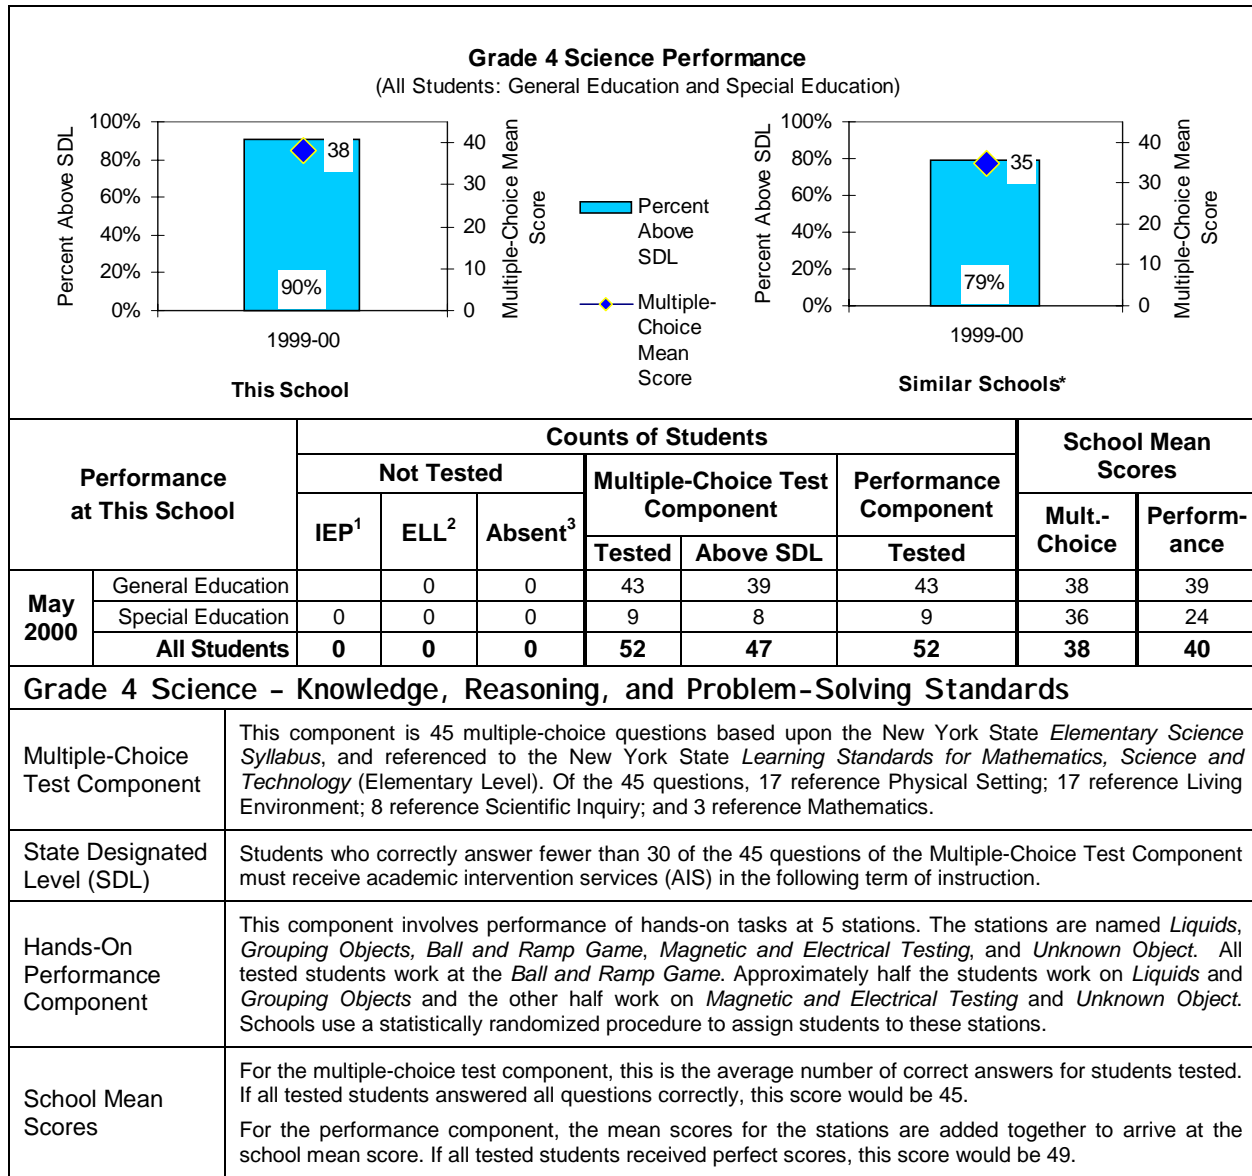 Grade 4 Science Performance
(All Students: General Education and Special Education)
Percent Above SDL
100%
80%
60%
40%
20%
0%
38
90%
40
30
20
10
0
Multiple-Choice Mean
Score
1999-00
This School
Percent
Above
SDL
Multiple-
Choice
Mean
Score
Percent Above SDL
100%
80%
60%
40%
20%
0%
35
79%
40
30
20
10
0
Multiple-Choice Mean
Score
1999-00
Similar Schools*
Performance
at This School
Counts of Students
School Mean
Scores
Not Tested
Multiple-Choice Test
Component
Performance
Component
IEP1 ELL2 Absent3
Mult.-
Choice
Perform-
ance
Tested Above SDL Tested
May
2000
General Education 0 0 43 39 43 38 39
Special Education 0 0 0 9 8 9 36 24
All Students 0 0 0 52 47 52 38 40
Grade 4 Science – Knowledge, Reasoning, and Problem-Solving Standards
Multiple-Choice
Test Component
This component is 45 multiple-choice questions based upon the New York State Elementary Science
Syllabus, and referenced to the New York State Learning Standards for Mathematics, Science and
Technology (Elementary Level). Of the 45 questions, 17 reference Physical Setting; 17 reference Living
Environment; 8 reference Scientific Inquiry; and 3 reference Mathematics.
State Designated
Level (SDL)
Students who correctly answer fewer than 30 of the 45 questions of the Multiple-Choice Test Component
must receive academic intervention services (AIS) in the following term of instruction.
Hands-On
Performance
Component
This component involves performance of hands-on tasks at 5 stations. The stations are named Liquids,
Grouping Objects, Ball and Ramp Game, Magnetic and Electrical Testing, and Unknown Object. All
tested students work at the Ball and Ramp Game. Approximately half the students work on Liquids and
Grouping Objects and the other half work on Magnetic and Electrical Testing and Unknown Object.
Schools use a statistically randomized procedure to assign students to these stations.
School Mean
Scores
For the multiple-choice test component, this is the average number of correct answers for students tested.
If all tested students answered all questions correctly, this score would be 45.
For the performance component, the mean scores for the stations are added together to arrive at the
school mean score. If all tested students received perfect scores, this score would be 49.